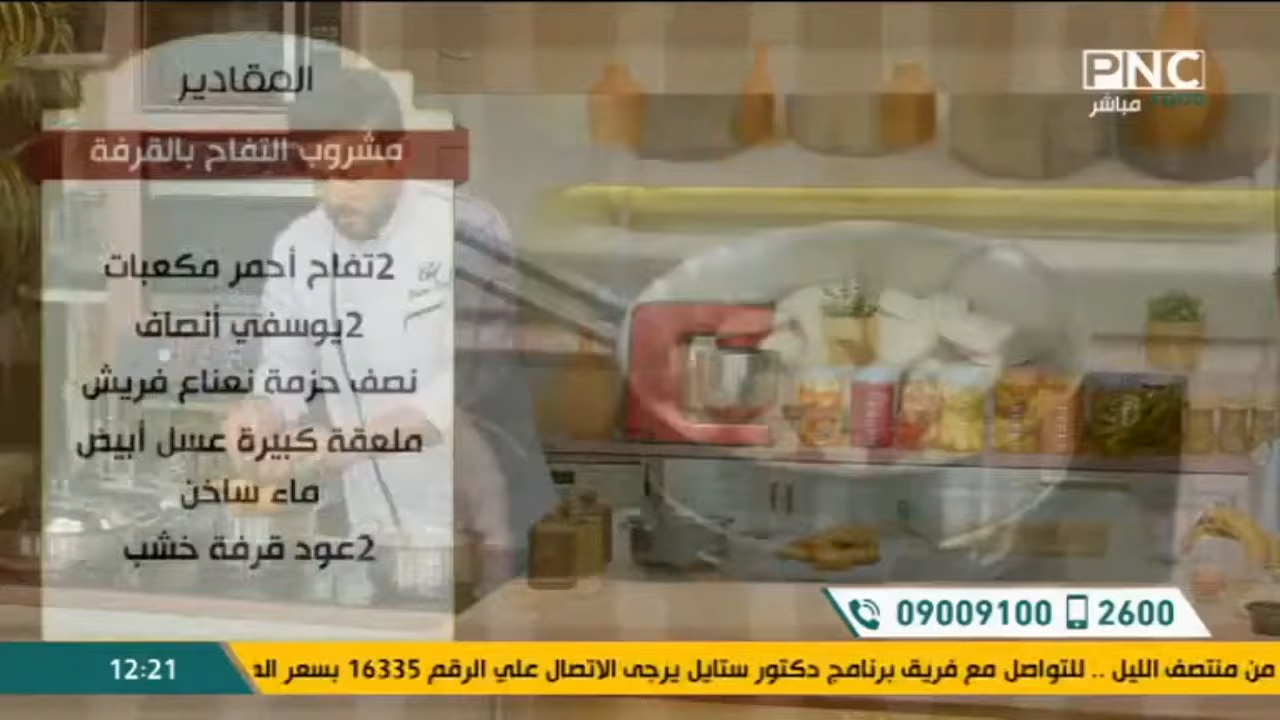 المقادير
مشروب التفاح بالقرفة
2تفاح أحمر مكعبات
2يوسفي أنصاف
نصف حزمة نعناع فريش
ملعقة كبيرة عسل أبيض
ماء ساخن
2عود قرفة خشب
PNC
مباشر
09009100 2600
من منتصف الليل .. للتواصل مع فريق برنامج دكتور ستايل يرجى الاتصال علي الرقم 16335 بسعر
12:21